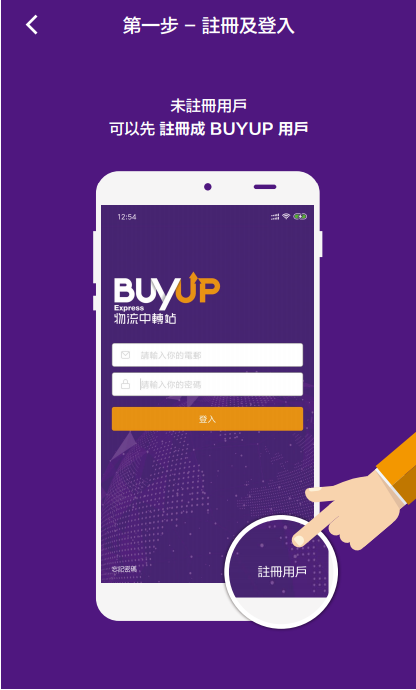 第一步 – 註冊及登入
未註冊用戶
可以先 註冊成 BUYUP 用戶
12:54
BUYUP
Express
物流中轉站
請輸入你的電郵
請輸入你的密碼
登入
忘記密碼
註冊用戶